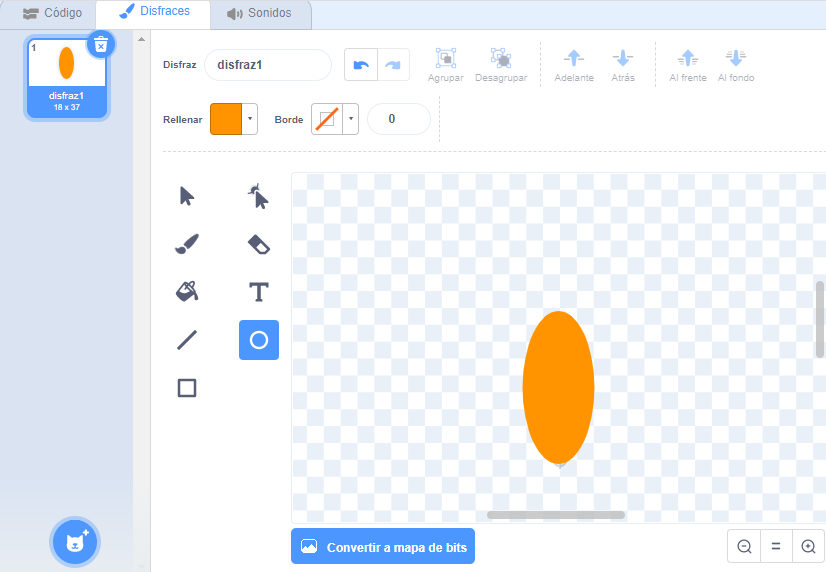 Código
Disfraces
Sonidos
1
disfraz1
18 x 37
Disfraz
disfraz1
Agrupar
Desagrupar
Adelante
Atrás
Al frente
Al fondo
Rellenar
Borde
0
T
Convertir a mapa de bits